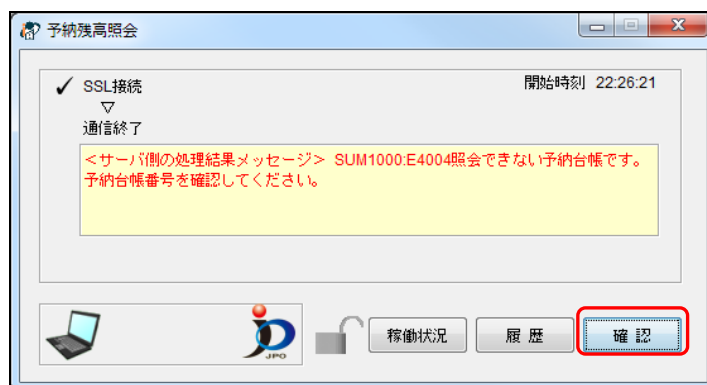 予納残高照会
✓ SSL接続 開始時刻 22:26:21
▽
通信終了
＜サーバ側の処理結果メッセージ＞ SUM1000:E4004照会できない予納台帳です。
予納台帳番号を確認してください。
JPO
稼働状況 履歴 確認